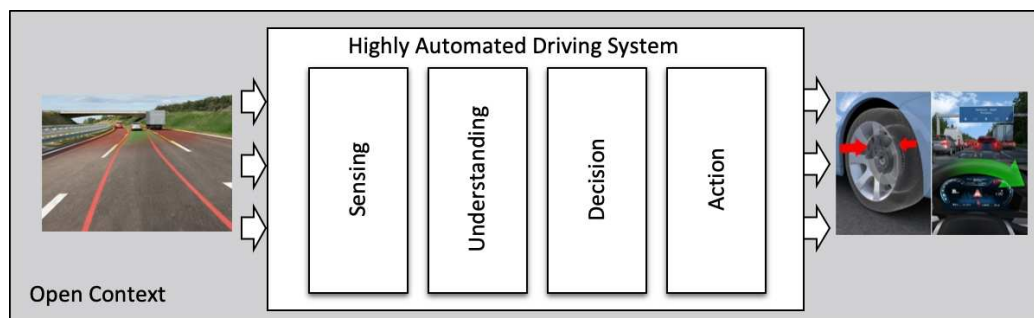 Highly Automated Driving System
Sensing
Understanding
Decision
Action
Open Context